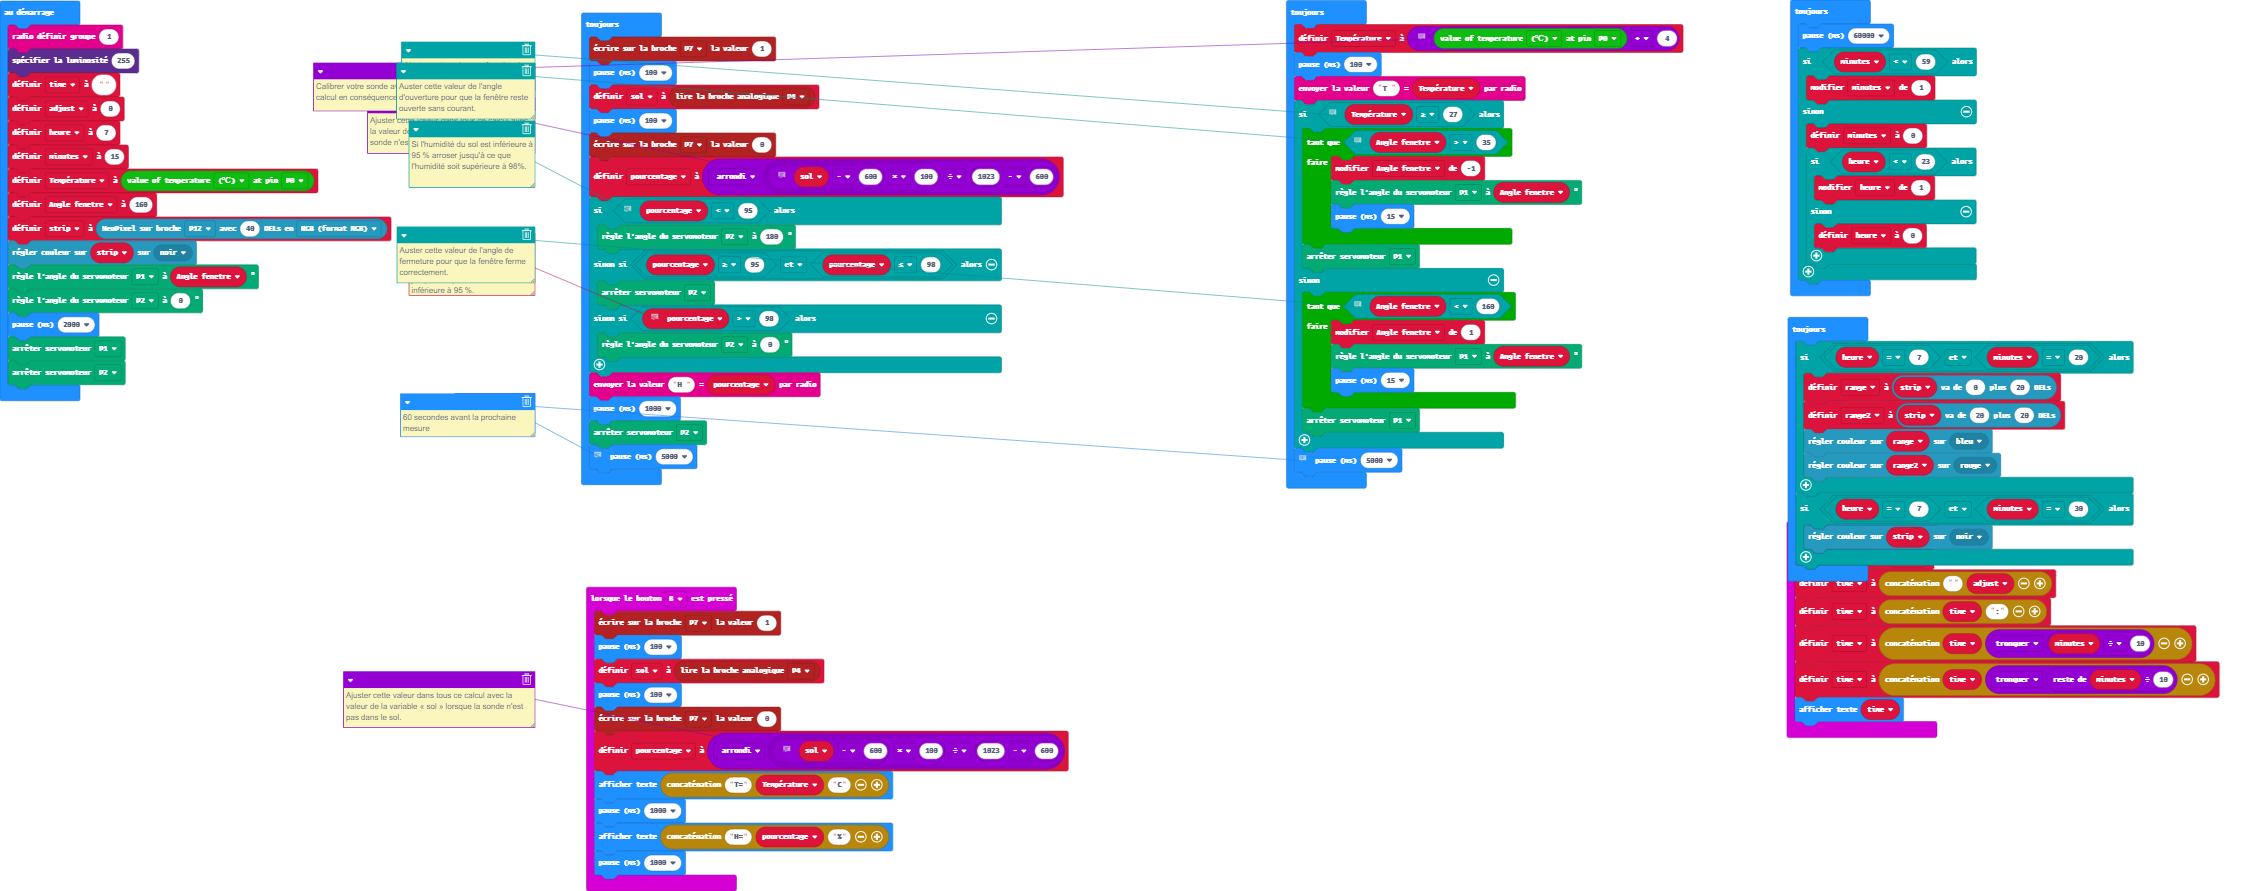 au démarrage
radio définir groupe 1
spécifier la luminosité 255
définir time à " "
définir adjust à 0
définir heure à 7
définir minutes à 15
définir Température à value of temperature (℃) at pin P0
définir Angle fenetre à 160
définir strip à NeoPixel sur broche P12 avec 40 DELs en RGB (format RGB)
régler couleur sur strip sur noir
règle l'angle du servomoteur P1 à Angle fenetre °
règle l'angle du servomoteur P2 à 0 °
pause (ms) 2000
arrêter servomoteur P1
arrêter servomoteur P2
Calibrer votre sonde a
calcul en conséquence
Auster cette valeur de l'angle
d'ouverture pour que la fenêtre reste
ouverte sans courant.
Ajuster cet
la valeur de
sonde n'es
Si l'humidité du sol est inférieure à
95 % arroser jusqu'à ce que
l'humidité soit supérieure à 98%.
Auster cette valeur de l'angle de
fermeture pour que la fenêtre ferme
correctement.
inférieure à 95 %.
60 secondes avant la prochaine
mesure
toujours
écrire sur la broche P7 la valeur 1
pause (ms) 100
définir sol à lire la broche analogique P4
pause (ms) 100
écrire sur la broche P7 la valeur 0
définir pourcentage à arrondi sol - 600 × 100 ÷ 1023 - 600
si pourcentage < 95 alors
règle l'angle du servomoteur P2 à 180 °
sinon si pourcentage ≥ 95 et pourcentage ≤ 98 alors
arrêter servomoteur P2
sinon si pourcentage > 98 alors
règle l'angle du servomoteur P2 à 0 °
envoyer la valeur "H " = pourcentage par radio
pause (ms) 1000
arrêter servomoteur P2
pause (ms) 5000
toujours
définir Température à value of temperature (℃) at pin P0 - 4
pause (ms) 100
envoyer la valeur "T " = Température par radio
si Température ≥ 27 alors
tant que Angle fenetre > 35
faire modifier Angle fenetre de -1
règle l'angle du servomoteur P1 à Angle fenetre °
pause (ms) 15
arrêter servomoteur P1
sinon
tant que Angle fenetre < 160
faire modifier Angle fenetre de 1
règle l'angle du servomoteur P1 à Angle fenetre °
pause (ms) 15
arrêter servomoteur P1
pause (ms) 5000
toujours
pause (ms) 60000
si minutes < 59 alors
modifier minutes de 1
sinon
définir minutes à 0
si heure < 23 alors
modifier heure de 1
sinon
définir heure à 0
toujours
si heure = 7 et minutes = 20 alors
définir range à strip va de 0 plus 20 DELs
définir range2 à strip va de 20 plus 20 DELs
régler couleur sur range sur bleu
régler couleur sur range2 sur rouge
si heure = 7 et minutes = 30 alors
régler couleur sur strip sur noir
définir time à concaténation " " adjust
définir time à concaténation time ":"
définir time à concaténation time tronquer minutes ÷ 10
définir time à concaténation time tronquer reste de minutes ÷ 10
afficher texte time
Ajuster cette valeur dans tous ce calcul avec la
valeur de la variable « sol » lorsque la sonde n'est
pas dans le sol.
lorsque le bouton B est pressé
écrire sur la broche P7 la valeur 1
pause (ms) 100
définir sol à lire la broche analogique P4
pause (ms) 100
écrire sur la broche P7 la valeur 0
définir pourcentage à arrondi sol - 600 × 100 ÷ 1023 - 600
afficher texte concaténation "T=" Température "C"
pause (ms) 1000
afficher texte concaténation "H=" pourcentage "%"
pause (ms) 1000